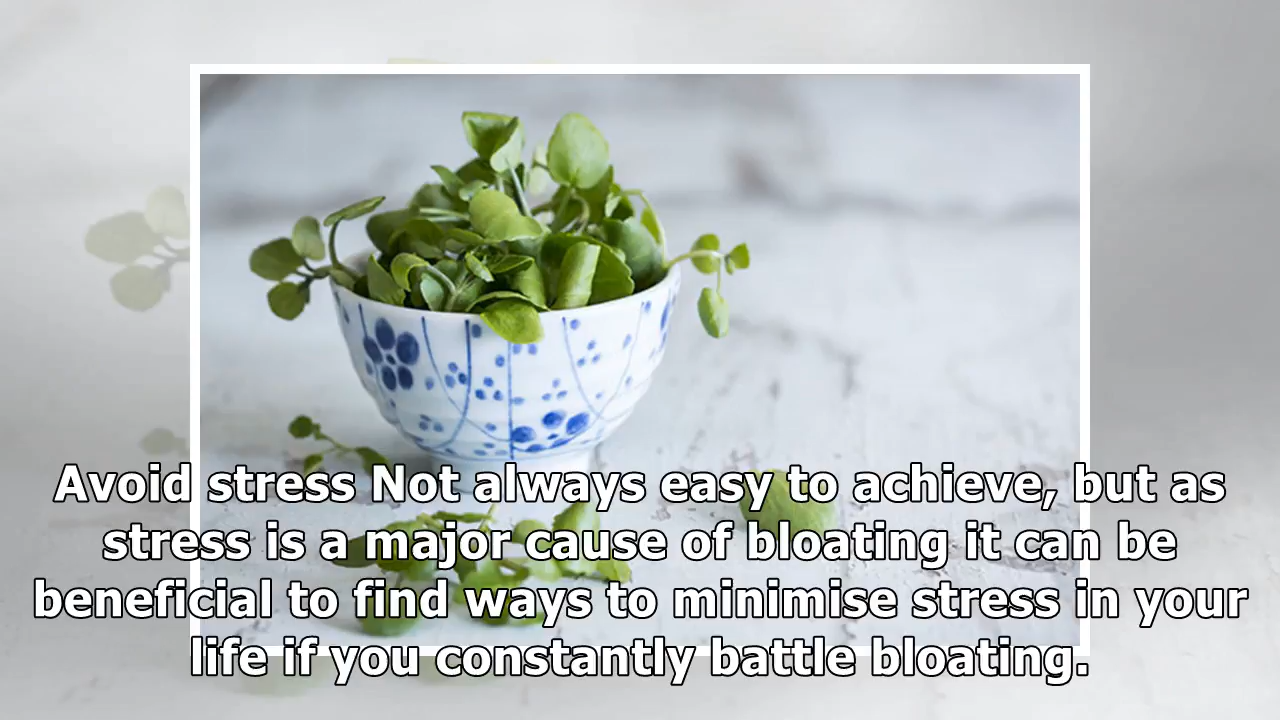 Avoid stress Not always easy to achieve, but as
stress is a major cause of bloating it can be
beneficial to find ways to minimise stress in your
life if you constantly battle bloating.